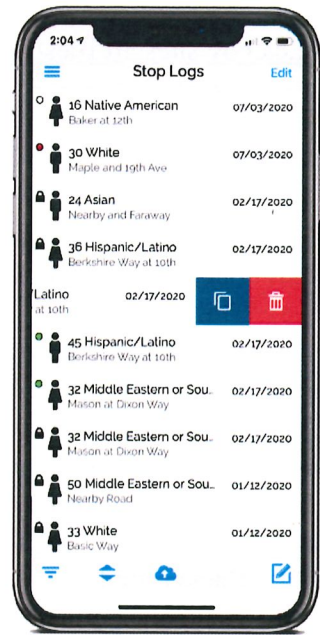 2:04
Stop Logs
Edit
16 Native American
07/03/2020
Baker at 12th
30 White
07/03/2020
Maple and 19th Ave
24 Asian
02/17/2020
Nearby and Faraway
36 Hispanic/Latino
02/17/2020
Berkshire Way at 10th
/Latino
02/17/2020
at 10th
45 Hispanic/Latino
02/17/2020
Berkshire Way at 10th
32 Middle Eastern or Sou...
02/17/2020
Mason at Dixon Way
32 Middle Eastern or Sou...
02/17/2020
Mason at Dixon Way
50 Middle Eastern or Sou...
01/12/2020
Nearby Road
33 White
01/12/2020
Basic Way